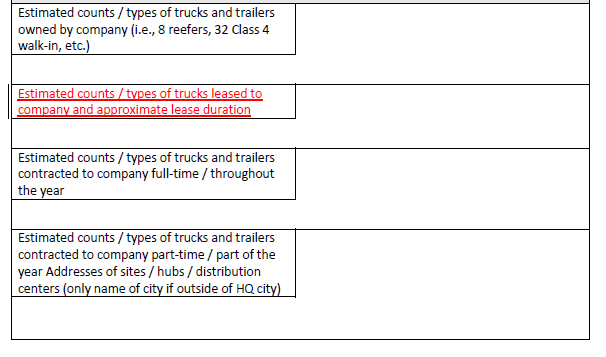 Estimated counts / types of trucks and trailers
owned by company (i.e., 8 reefers, 32 Class 4
walk-in, etc.)
Estimated counts / types of trucks leased to
company and approximate lease duration
Estimated counts / types of trucks and trailers
contracted to company full-time / throughout
the year
Estimated counts / types of trucks and trailers
contracted to company part-time / part of the
year Addresses of sites / hubs / distribution
centers (only name of city if outside of HQ city)